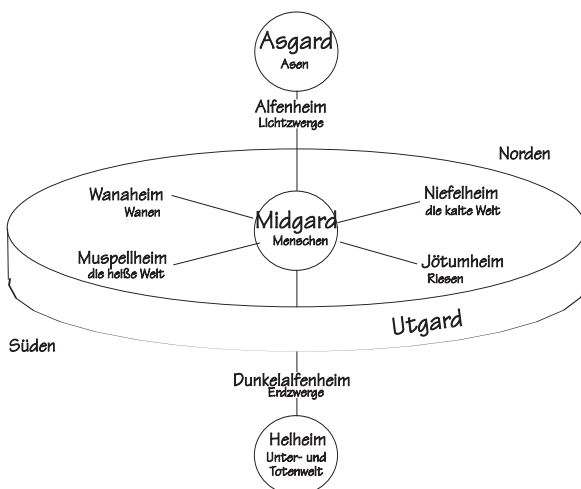 Asgard
Asen
Alfenheim
Lichtzwerge
Norden
Wanaheim
Wanen
Niefelheim
die kalte Welt
Midgard
Menschen
Muspellheim
die heiße Welt
Jötumheim
Riesen
Utgard
Süden
Dunkelalfenheim
Erdzwerge
Helheim
Unter- und
Totenwelt